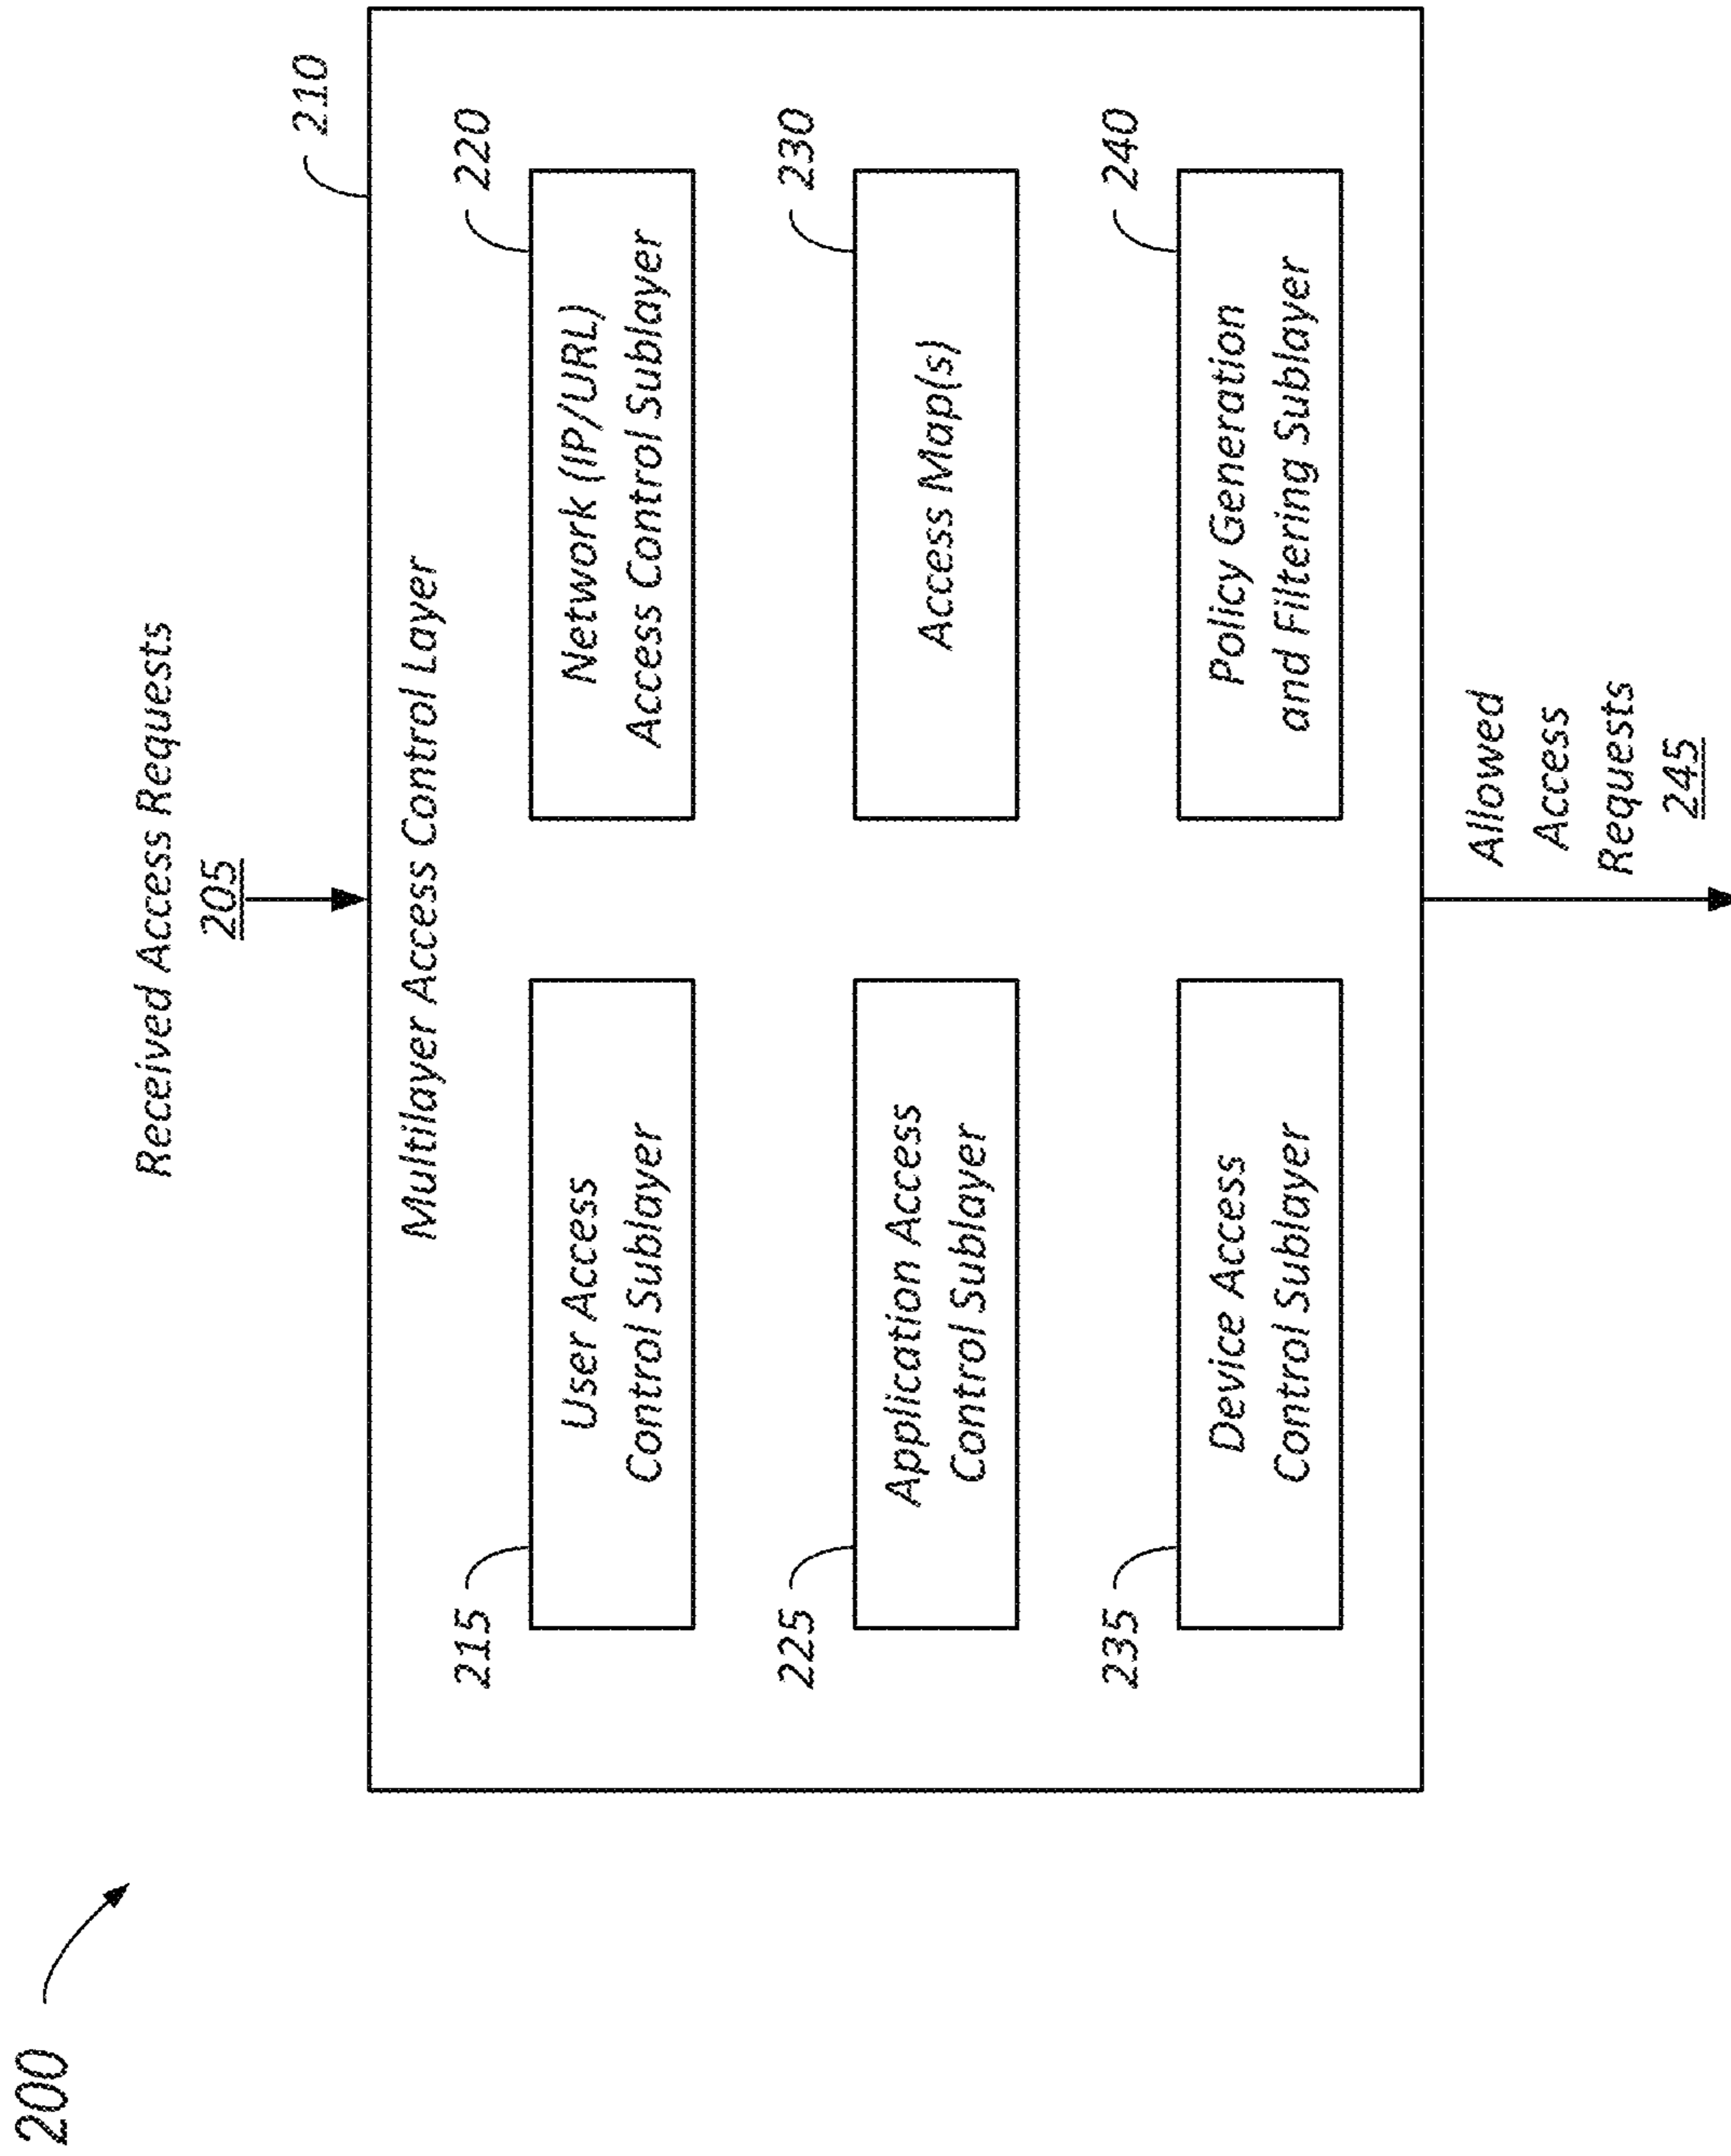 200
Received Access Requests
205
210
Multilayer Access Control Layer
215
User Access
Control Sublayer
220
Network (IP/URL)
Access Control Sublayer
225
Application Access
Control Sublayer
230
Access Map(s)
235
Device Access
Control Sublayer
240
Policy Generation
and Filtering Sublayer
Allowed
Access
Requests
245